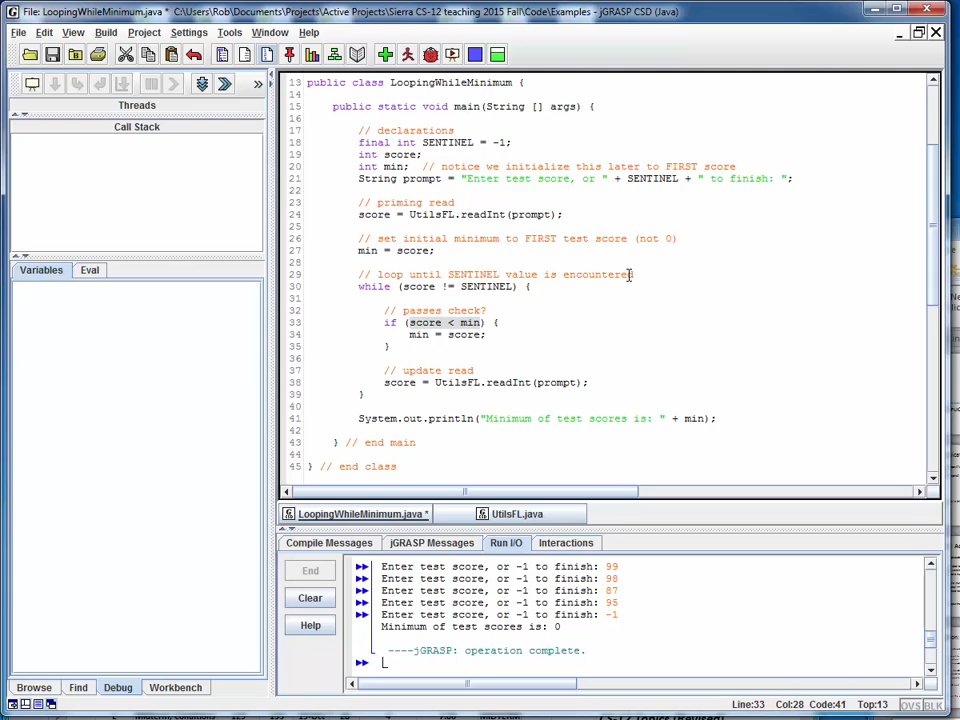 File: LoopingWhileMinimum.java * C:\Users\Rob\Documents\Projects\Active Projects\Sierra CS-12 teaching 2015 Fall\Code\Examples - jGRASP CSD (Java)
File Edit View Build Project Settings Tools Window Help
Threads
Call Stack
Variables Eval
13 public class LoopingWhileMinimum {
14
15 public static void main(String [] args) {
16
17 // declarations
18 final int SENTINEL = -1;
19 int score;
20 int min; // notice we initialize this later to FIRST score
21 String prompt = "Enter test score, or " + SENTINEL + " to finish: ";
22
23 // priming read
24 score = UtilsFL.readInt(prompt);
25
26 // set initial minimum to FIRST test score (not 0)
27 min = score;
28
29 // loop until SENTINEL value is encountered
30 while (score != SENTINEL) {
31
32 // passes check?
33 if (score < min) {
34 min = score;
35 }
36
37 // update read
38 score = UtilsFL.readInt(prompt);
39 }
40
41 System.out.println("Minimum of test scores is: " + min);
42
43 } // end main
44
45 } // end class
LoopingWhileMinimum.java * UtilsFL.java
Compile Messages jGRASP Messages Run I/O Interactions
End
Clear
Help
Enter test score, or -1 to finish: 99
Enter test score, or -1 to finish: 98
Enter test score, or -1 to finish: 87
Enter test score, or -1 to finish: 95
Enter test score, or -1 to finish: -1
Minimum of test scores is: 0
----jGRASP: operation complete.
Browse Find Debug Workbench
Line:33 Col:28 Code:41 Top:13 OVS BLK